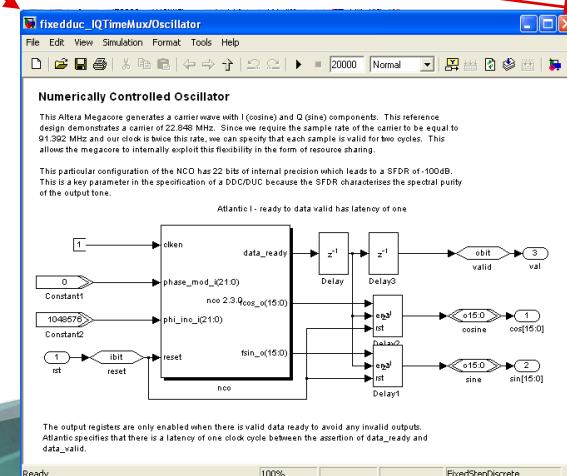 fixedduc_IQTimeMux/Oscillator
File Edit View Simulation Format Tools Help
20000 Normal
Numerically Controlled Oscillator
This Altera Megacore generates a carrier wave with I (cosine) and Q (sine) components. This reference
design demonstrates a carrier of 22.848 MHz. Since we require the sample rate of the carrier to be equal to
91.392 MHz and our clock is twice this rate, we can specify that each sample is valid for two cycles. This
allows the megacore to internally exploit this flexibility in the form of resource sharing.
This particular configuration of the NCO has 22 bits of internal precision which leads to a SFDR of -100dB.
This is a key parameter in the specification of a DDC/DUC because the SFDR characterises the spectral purity
of the output tone.
Atlantic I - ready to data valid has latency of one
1
clken
data_ready
z-1
z-1
obit
3
Delay
Delay3
valid
val
0
phase_mod_i(21:0)
Constant1
nco 2.3.0
cos_o(15:0)
ena
z-1
rst
o15:0
1
1048576
phi_inc_i(21:0)
Constant2
Delay2
cosine
cos[15:0]
1
ibit
reset
fsin_o(15:0)
ena
z-1
rst
o15:0
2
rst
reset
nco
Delay1
sine
sin[15:0]
The output registers are only enabled when there is valid data ready to avoid any invalid outputs.
Atlantic specifies that there is a latency of one clock cycle between the assertion of data_ready and
data_valid.
Ready 100% FixedStepDiscrete